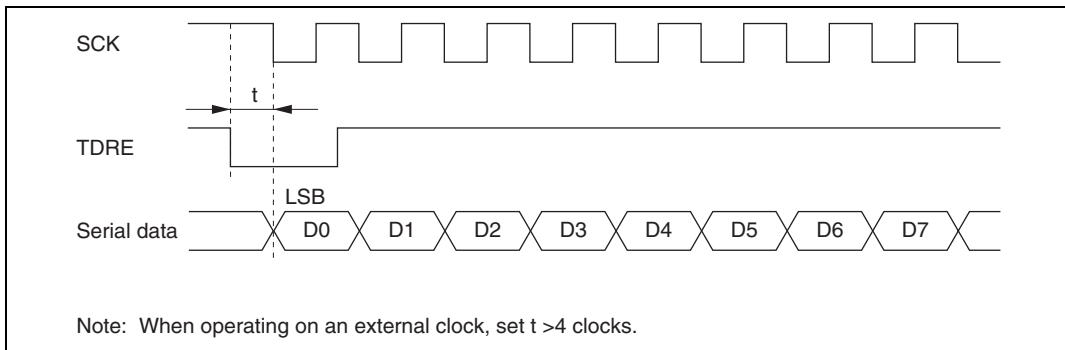 SCK
t
TDRE
LSB
Serial data D0 D1 D2 D3 D4 D5 D6 D7
Note: When operating on an external clock, set t >4 clocks.